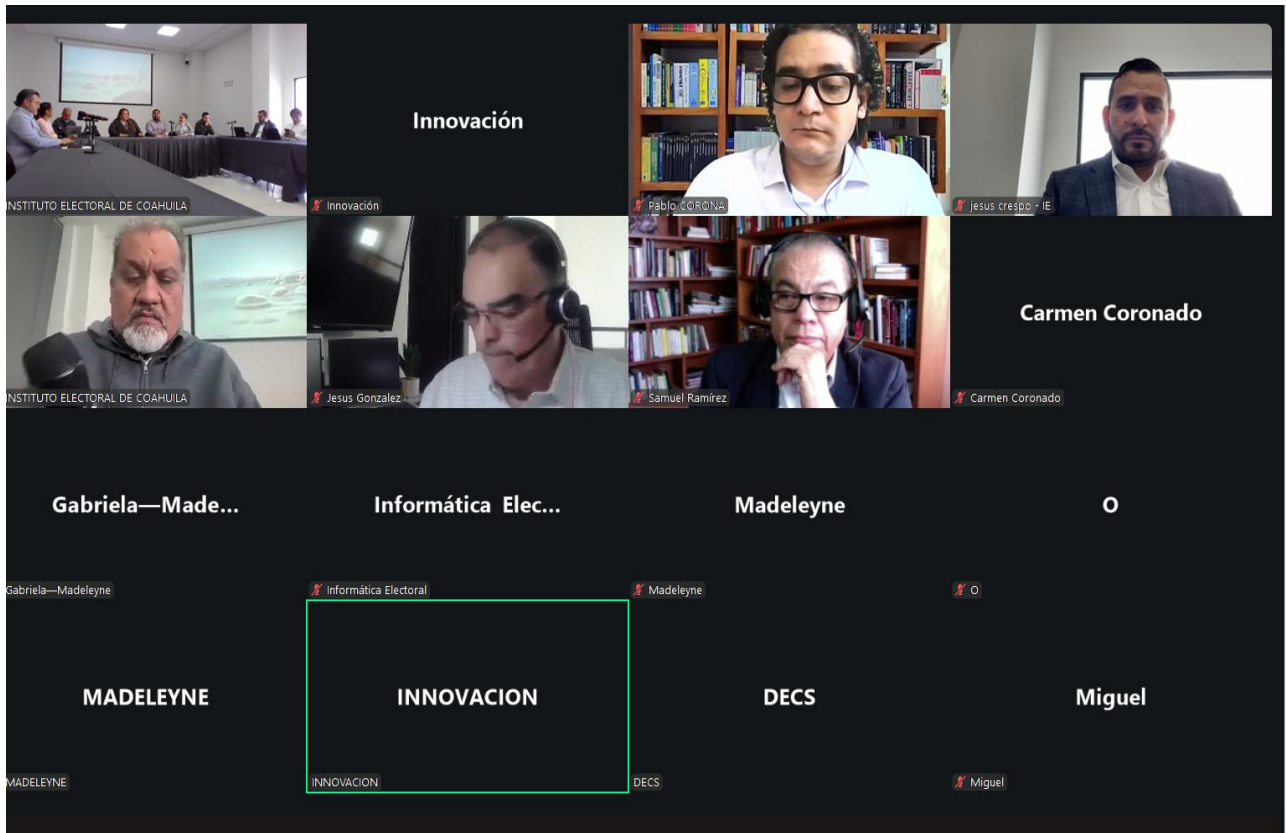 INSTITUTO ELECTORAL DE COAHUILA
Innovación
Innovación
Pablo CORONA
jesus crespo - IE
INSTITUTO ELECTORAL DE COAHUILA
Jesus Gonzalez
Samuel Ramírez
Carmen Coronado
Carmen Coronado
Gabriela—Made...
Gabriela—Madeleyne
Informática Elec...
Informática Electoral
Madeleyne
Madeleyne
O
O
MADELEYNE
MADELEYNE
INNOVACION
INNOVACION
DECS
DECS
Miguel
Miguel